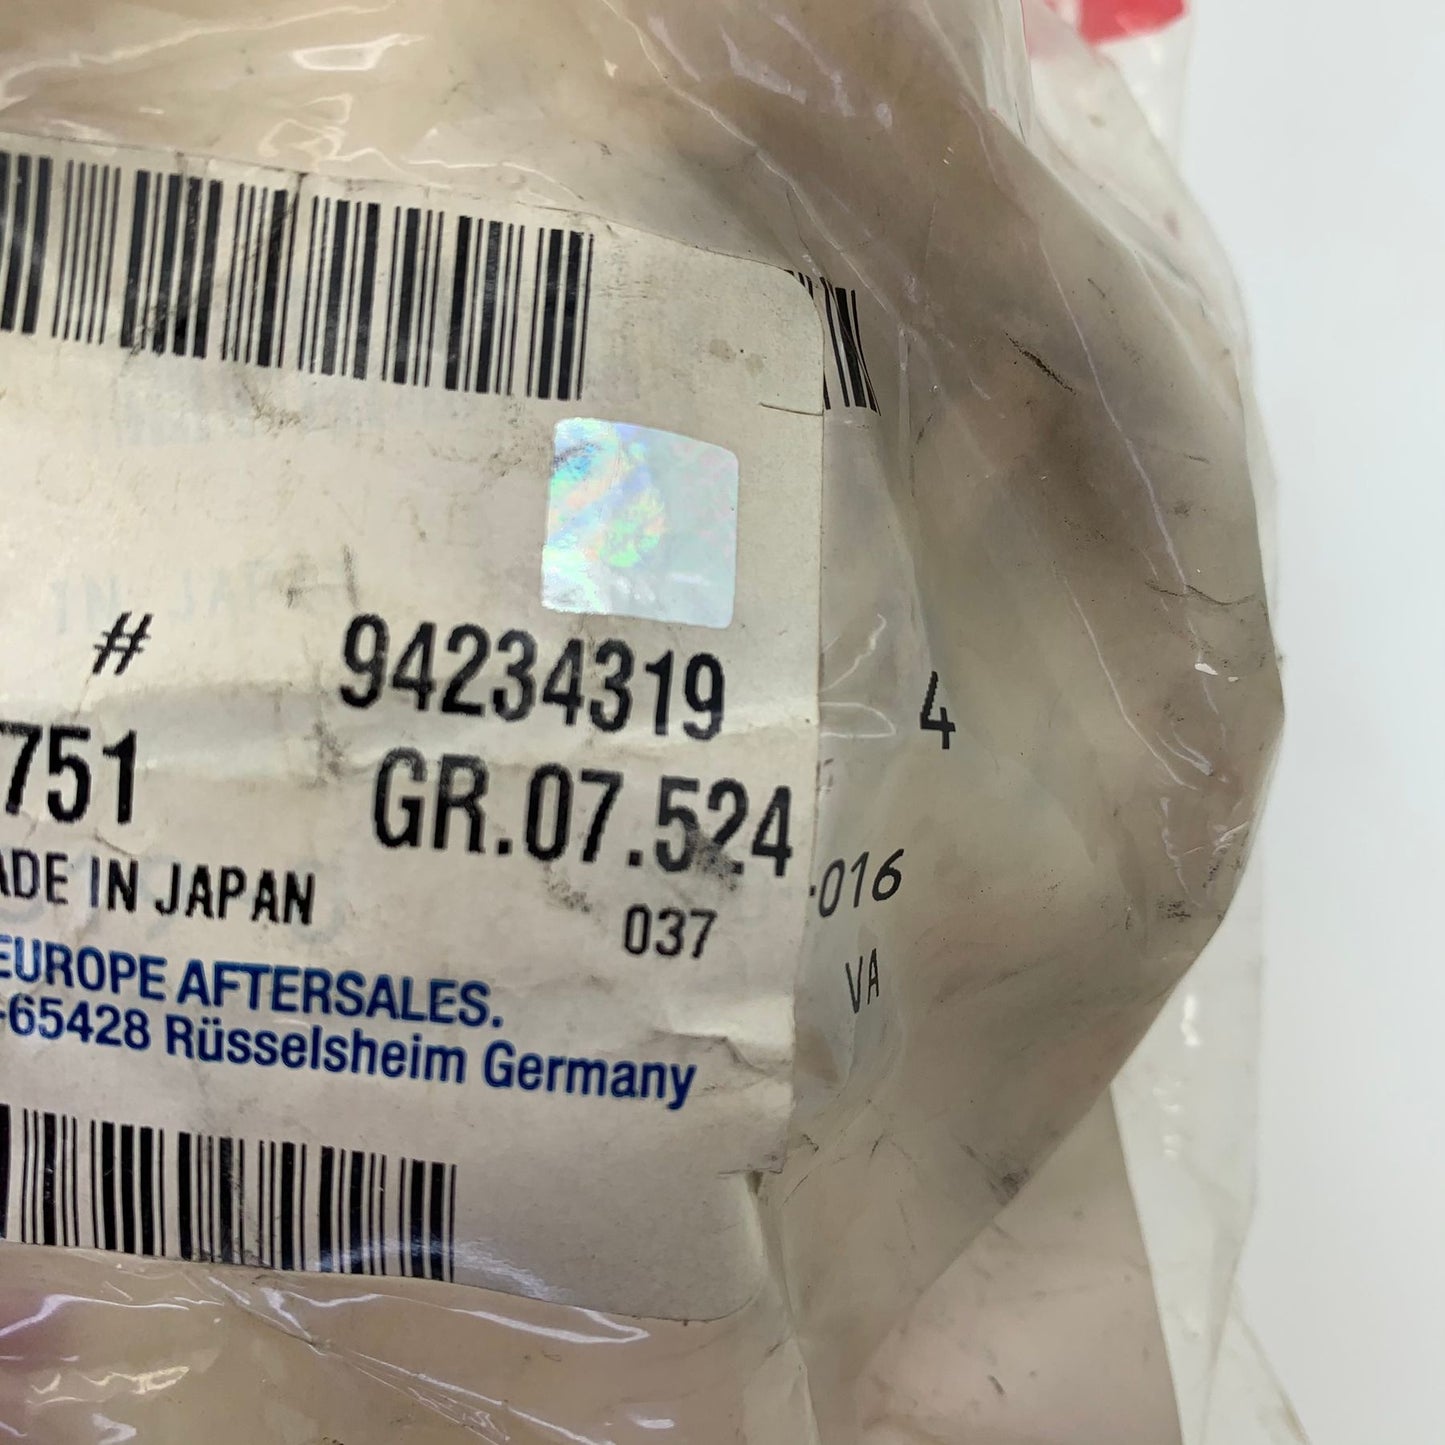 # 94234319
751 GR.07.524
ADE IN JAPAN 037
EUROPE AFTERSALES.
-65428 Rüsselsheim Germany
4
-016
VA